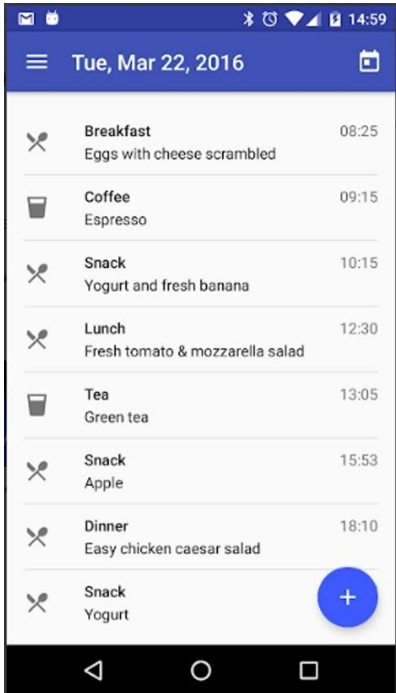 14:59
Tue, Mar 22, 2016
Breakfast 08:25
Eggs with cheese scrambled
Coffee 09:15
Espresso
Snack 10:15
Yogurt and fresh banana
Lunch 12:30
Fresh tomato & mozzarella salad
Tea 13:05
Green tea
Snack 15:53
Apple
Dinner 18:10
Easy chicken caesar salad
Snack
Yogurt